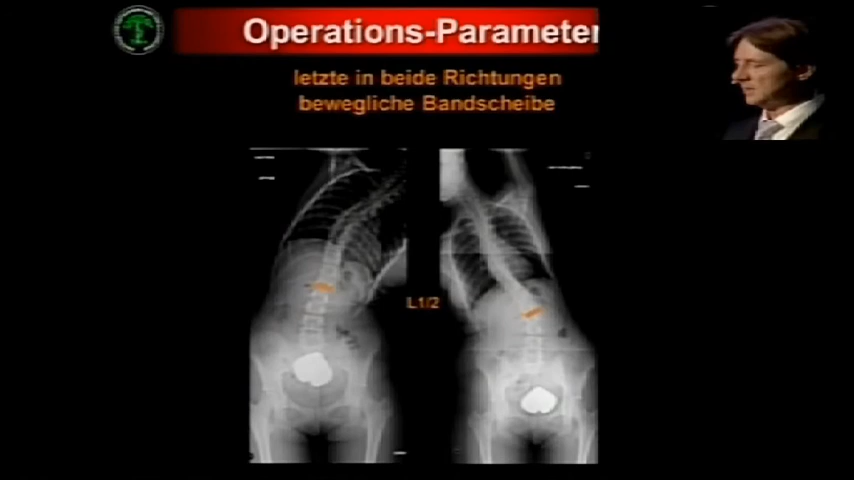 Operations-Parameter
letzte in beide Richtungen
bewegliche Bandscheibe
L1/2